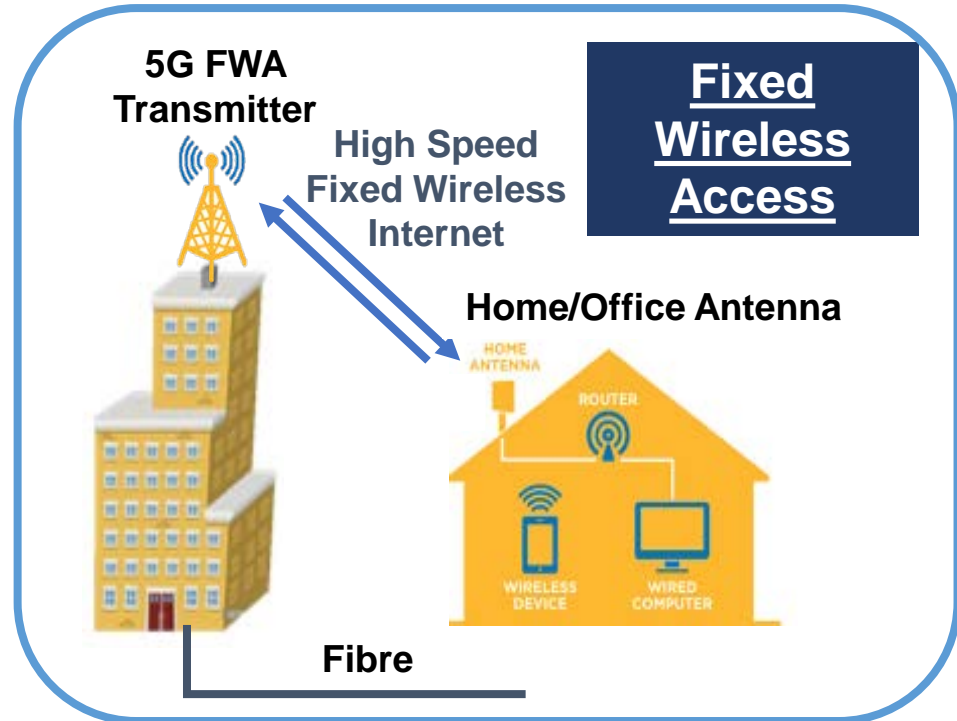 5G FWA
Transmitter
High Speed
Fixed Wireless
Internet
Fixed
Wireless
Access
Home/Office Antenna
HOME
ANTENNA
ROUTER
WIRELESS
DEVICE
WIRED
COMPUTER
Fibre